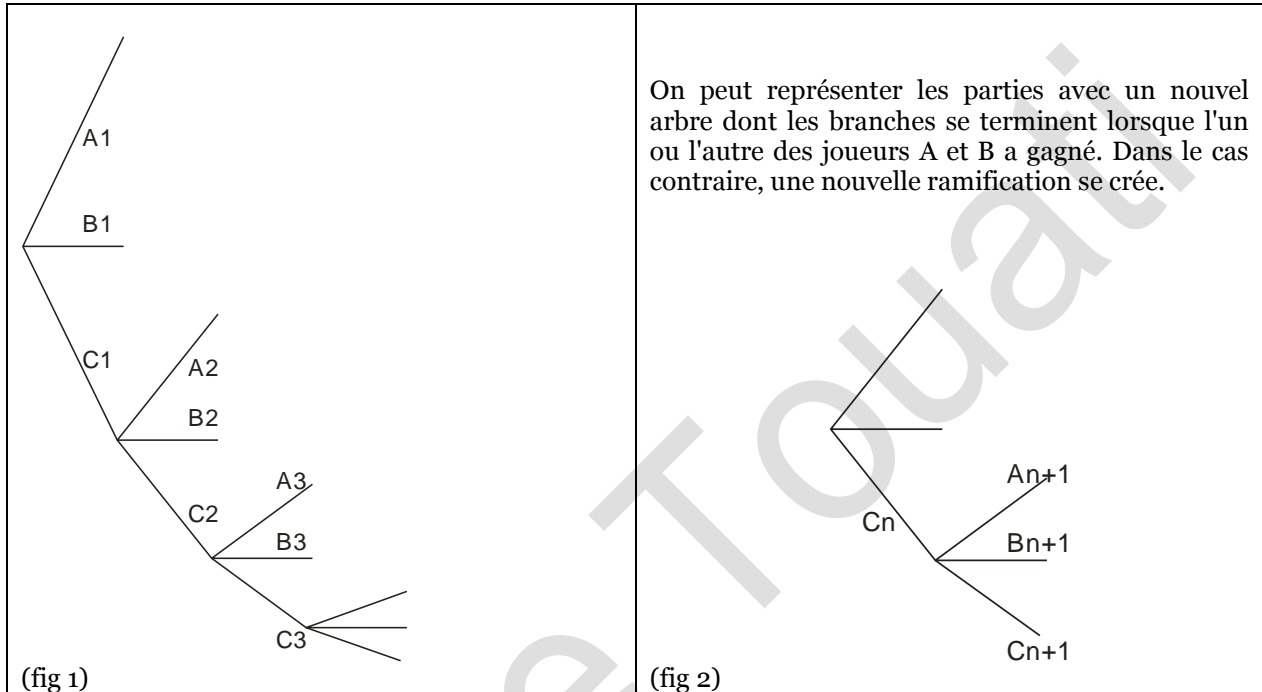 A1
B1
C1
A2
B2
C2
A3
B3
C3
(fig 1)
On peut représenter les parties avec un nouvel
arbre dont les branches se terminent lorsque l'un
ou l'autre des joueurs A et B a gagné. Dans le cas
contraire, une nouvelle ramification se crée.
Cn
An+1
Bn+1
Cn+1
(fig 2)
e Touati